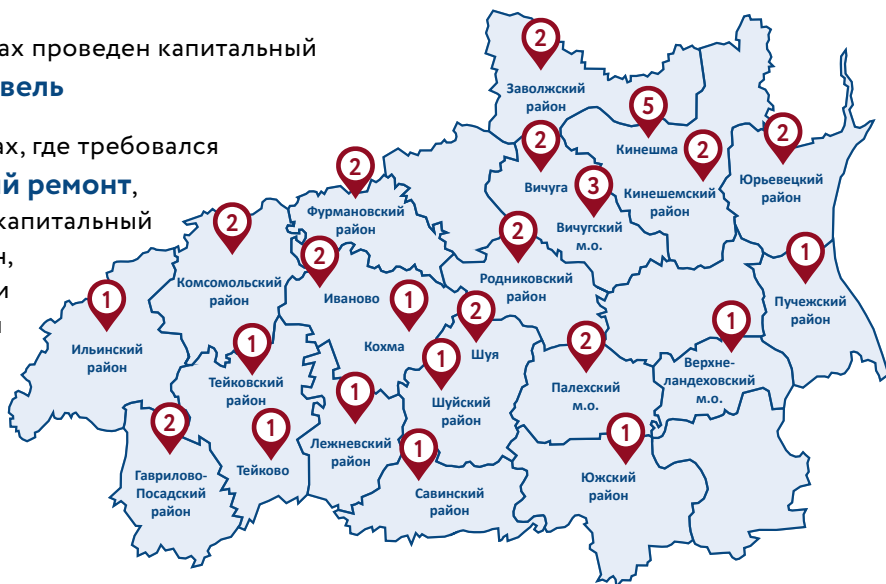 ах проведен капитальный
вель
ах, где требовался
й ремонт,
капитальный
н,
и
2
Заволжский
район
5
Кинешма
2
Вичуга
3
Вичугский
м.о.
2
Кинешемский
район
2
Юрьевецкий
район
2
Фурмановский
район
2
Комсомольский
район
2
Иваново
1
Кохма
2
Родниковский
район
1
Пучежский
район
1
Ильинский
район
1
Тейковский
район
2
Шуя
1
Шуйский
район
2
Палехский
м.о.
1
Верхне-
ландеховский
м.о.
2
Гаврилово-
Посадский
район
1
Тейково
1
Лежневский
район
1
Савинский
район
1
Южский
район